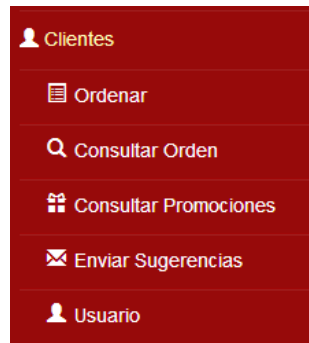 Clientes
Ordenar
Consultar Orden
Consultar Promociones
Enviar Sugerencias
Usuario